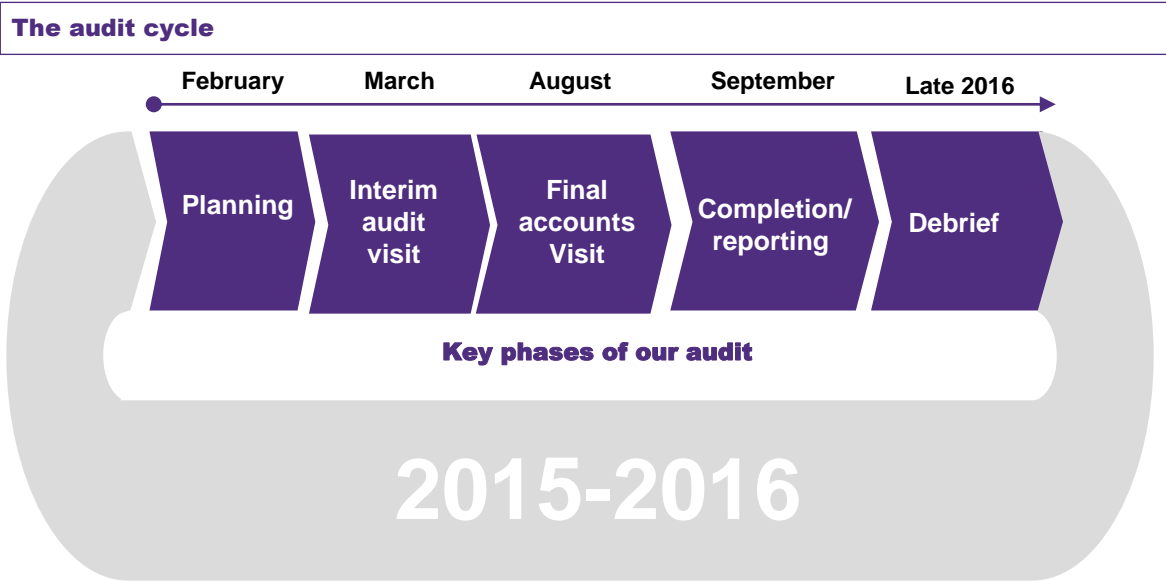 The audit cycle
February March August September Late 2016
Planning
Interim
audit
visit
Final
accounts
Visit
Completion/
reporting
Debrief
Key phases of our audit
2015-2016